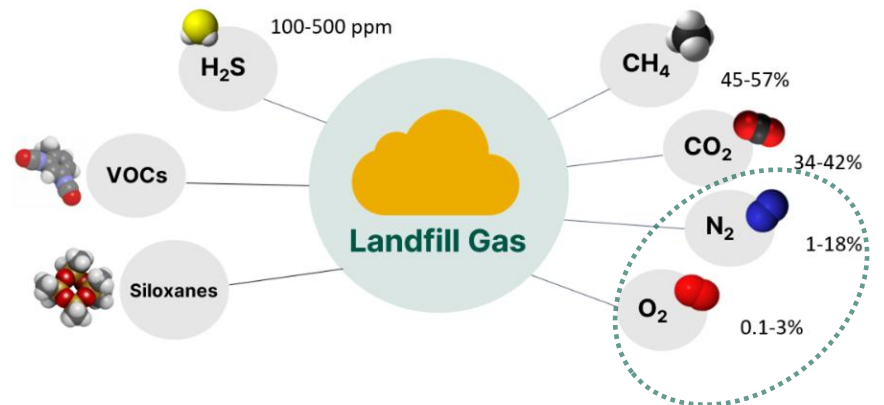 H₂S
100-500 ppm
VOCs
Siloxanes
Landfill Gas
CH₄
45-57%
CO₂
34-42%
N₂
1-18%
O₂
0.1-3%